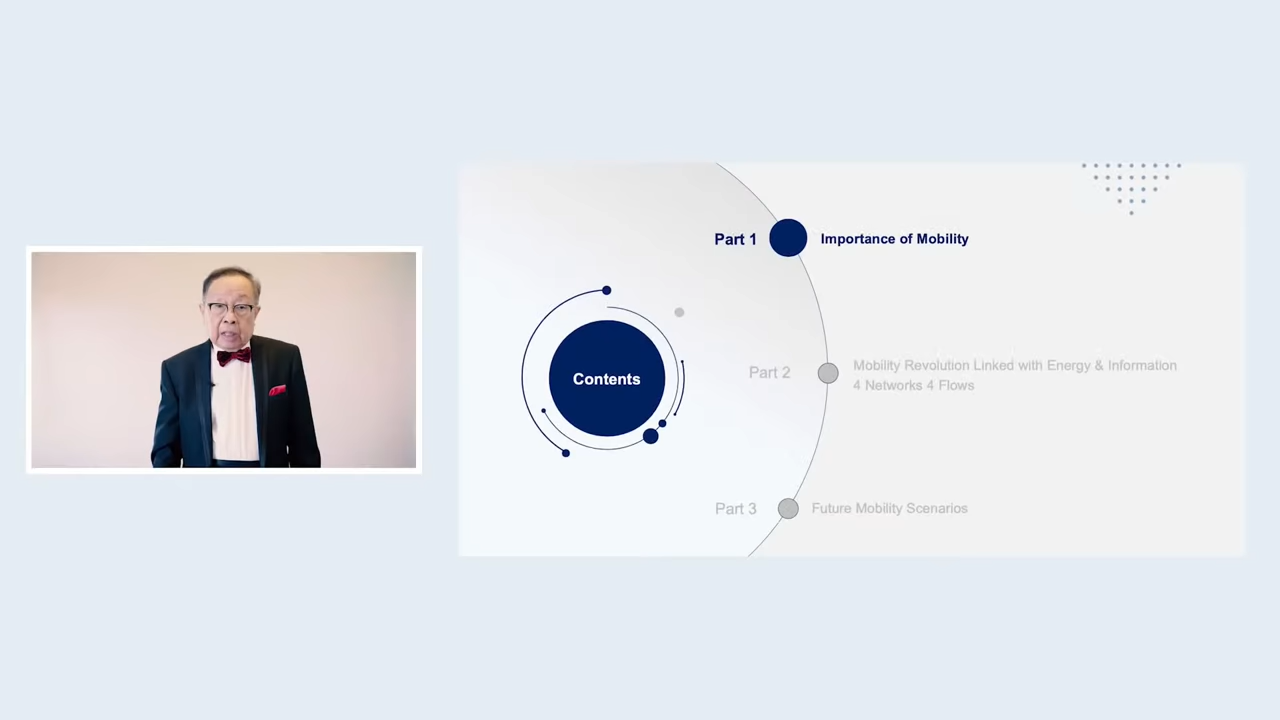 Part 1
Importance of Mobility
Contents
Part 2
Mobility Revolution Linked with Energy & Information
4 Networks 4 Flows
Part 3
Future Mobility Scenarios